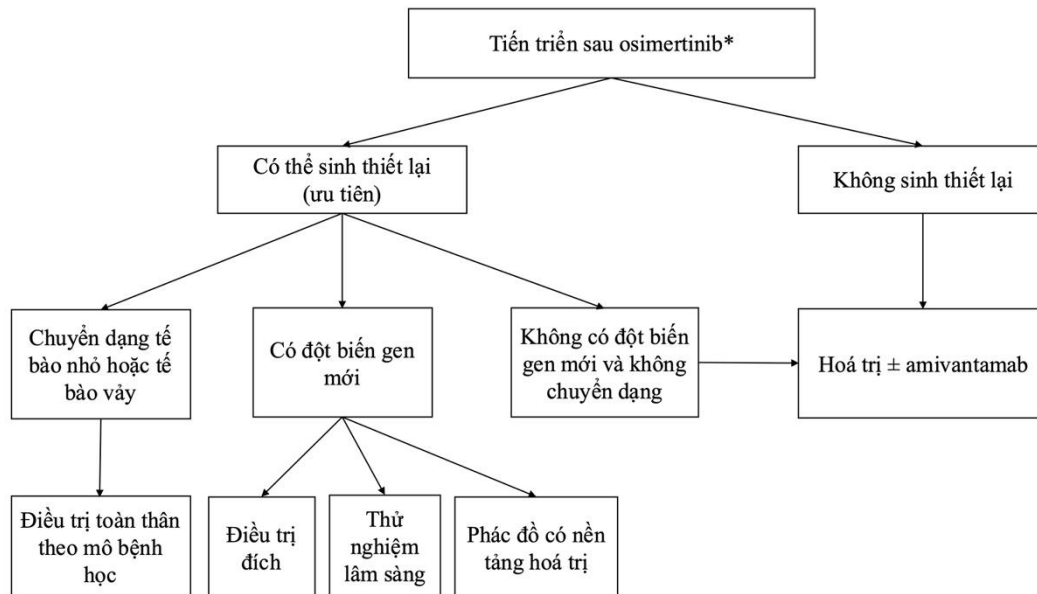 Tiến triển sau osimertinib*
Có thể sinh thiết lại
(ưu tiên)
Không sinh thiết lại
Chuyển dạng tế
bào nhỏ hoặc tế
bào vảy
Có đột biến gen
mới
Không có đột biến
gen mới và không
chuyển dạng
Hoá trị ± amivantamab
Điều trị toàn thân
theo mô bệnh
học
Điều trị
đích
Thử
nghiệm
lâm sàng
Phác đồ có nền
tảng hoá trị